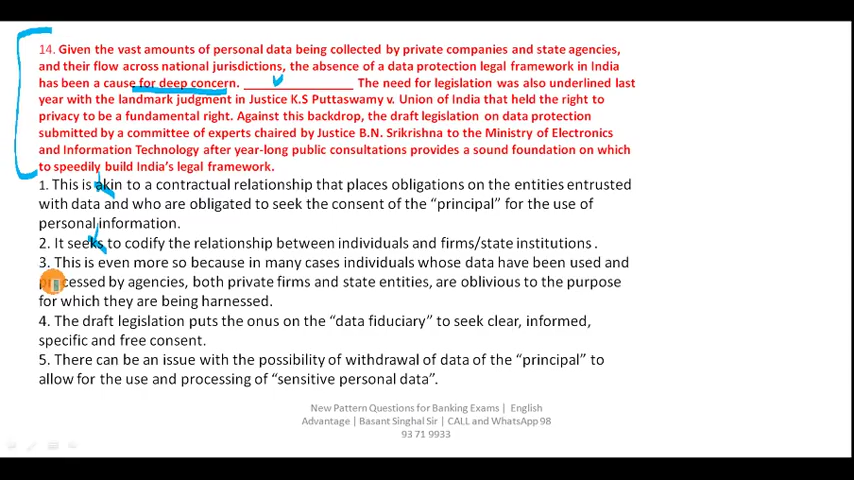 14. Given the vast amounts of personal data being collected by private companies and state agencies,
and their flow across national jurisdictions, the absence of a data protection legal framework in India
has been a cause for deep concern. __________________ The need for legislation was also underlined last
year with the landmark judgment in Justice K.S Puttaswamy v. Union of India that held the right to
privacy to be a fundamental right. Against this backdrop, the draft legislation on data protection
submitted by a committee of experts chaired by Justice B.N. Srikrishna to the Ministry of Electronics
and Information Technology after year-long public consultations provides a sound foundation on which
to speedily build India's legal framework.
1. This is akin to a contractual relationship that places obligations on the entities entrusted
with data and who are obligated to seek the consent of the "principal" for the use of
personal information.
2. It seeks to codify the relationship between individuals and firms/state institutions .
3. This is even more so because in many cases individuals whose data have been used and
processed by agencies, both private firms and state entities, are oblivious to the purpose
for which they are being harnessed.
4. The draft legislation puts the onus on the "data fiduciary" to seek clear, informed,
specific and free consent.
5. There can be an issue with the possibility of withdrawal of data of the "principal" to
allow for the use and processing of "sensitive personal data".
New Pattern Questions for Banking Exams | English
Advantage | Basant Singhal Sir | CALL and WhatsApp 98
93 71 9933